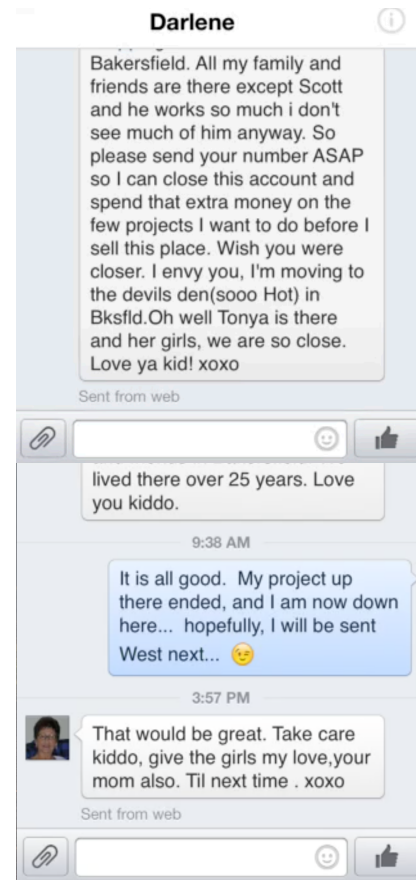 Darlene
Bakersfield. All my family and
friends are there except Scott
and he works so much i don't
see much of him anyway. So
please send your number ASAP
so I can close this account and
spend that extra money on the
few projects I want to do before I
sell this place. Wish you were
closer. I envy you, I'm moving to
the devils den(sooo Hot) in
Bksfld.Oh well Tonya is there
and her girls, we are so close.
Love ya kid! xoxo
Sent from web
lived there over 25 years. Love
you kiddo.
9:38 AM
It is all good. My project up
there ended, and I am now down
here... hopefully, I will be sent
West next... 😉
3:57 PM
That would be great. Take care
kiddo, give the girls my love,your
mom also. Til next time . xoxo
Sent from web